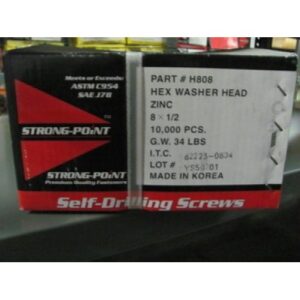 Meets or Exceeds:
ASTM C954
SAE J78
STRONG-POINT
STRONG-POINT
Premium Quality Fasteners
PART # H808
HEX WASHER HEAD
ZINC
8 × 1/2
10,000 PCS.
G.W. 34 LBS
I.T.C.
LOT #
MADE IN KOREA
Self-Drilling Screws